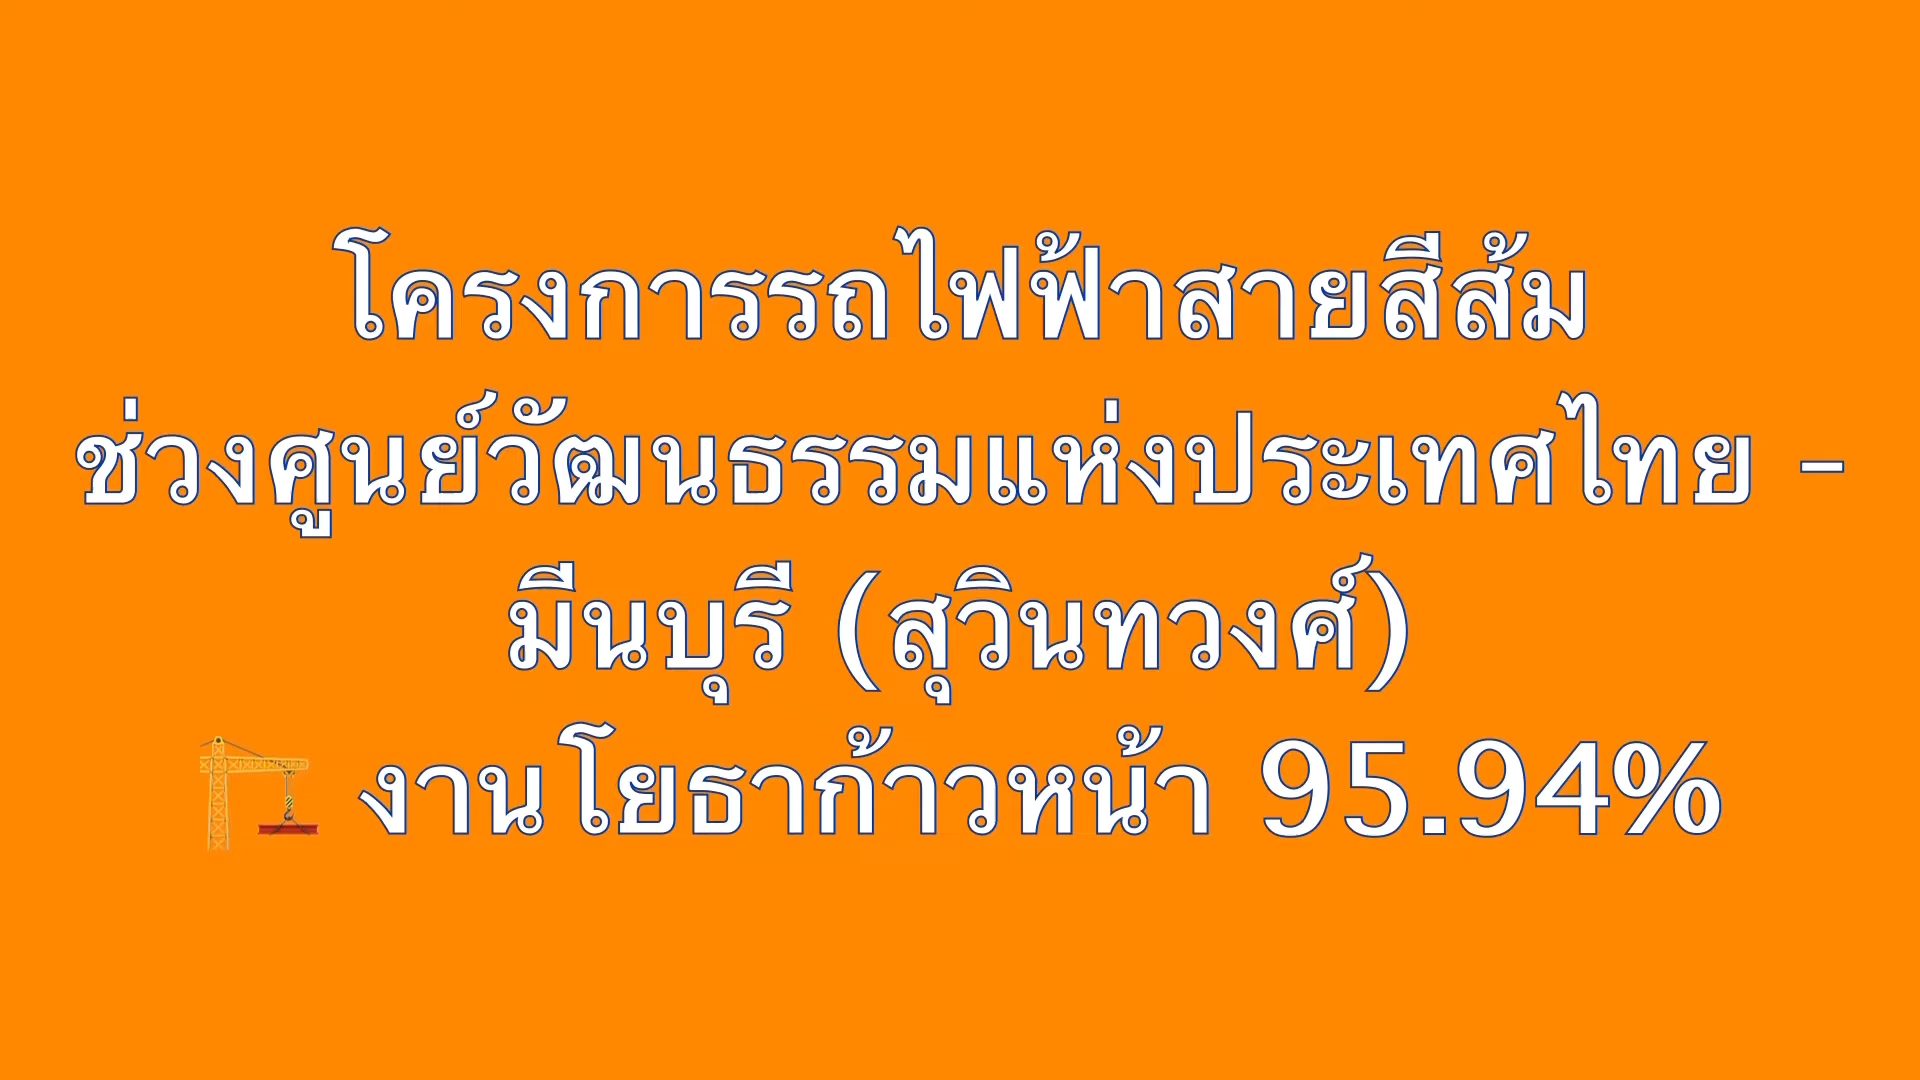 โครงการรถไฟฟ้าสายสีส้ม
ช่วงศูนย์วัฒนธรรมแห่งประเทศไทย –
มีนบุรี (สุวินทวงศ์)
🏗 งานโยธาก้าวหน้า 95.94%